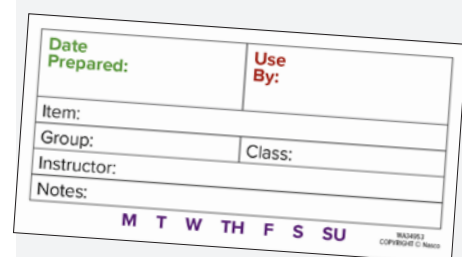 Date
Prepared:
Use
By:
Item:
Group:
Class:
Instructor:
Notes:
M T W TH F S SU
WA34953
COPYRIGHT © Nasco